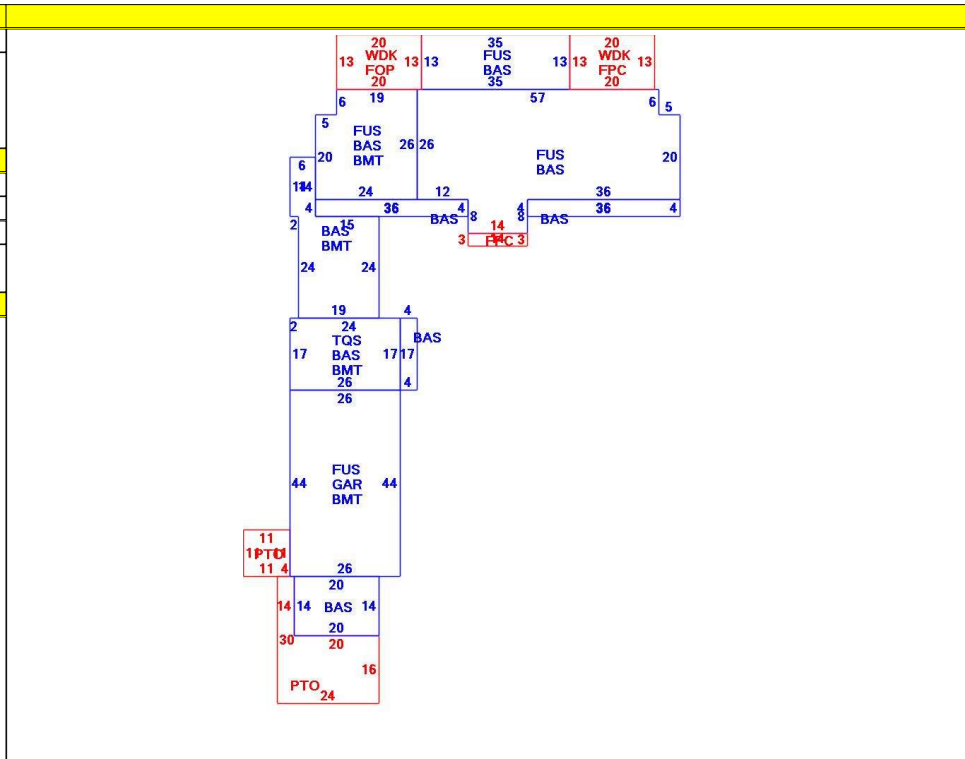 20 35 20
13 WDK 13 13 FUS 13 13 WDK 13
FOP BAS FPC
20 35 20
6 19 57 6
5 5
FUS
BAS 26 26
BMT
FUS
BAS
20 20
6
14
24 12 36
4 36 4 4 36 4
BAS 8 8 BAS
2 15 14
BAS
BMT
3 FPC 3
24 24
19 4
2 24 BAS
TQS
17 BAS 17 17
BMT
26 4
26
FUS
44 GAR 44
BMT
11
11 PTO 11
11 4 26
20
14 14 BAS 14
20
30 20
16
PTO
24